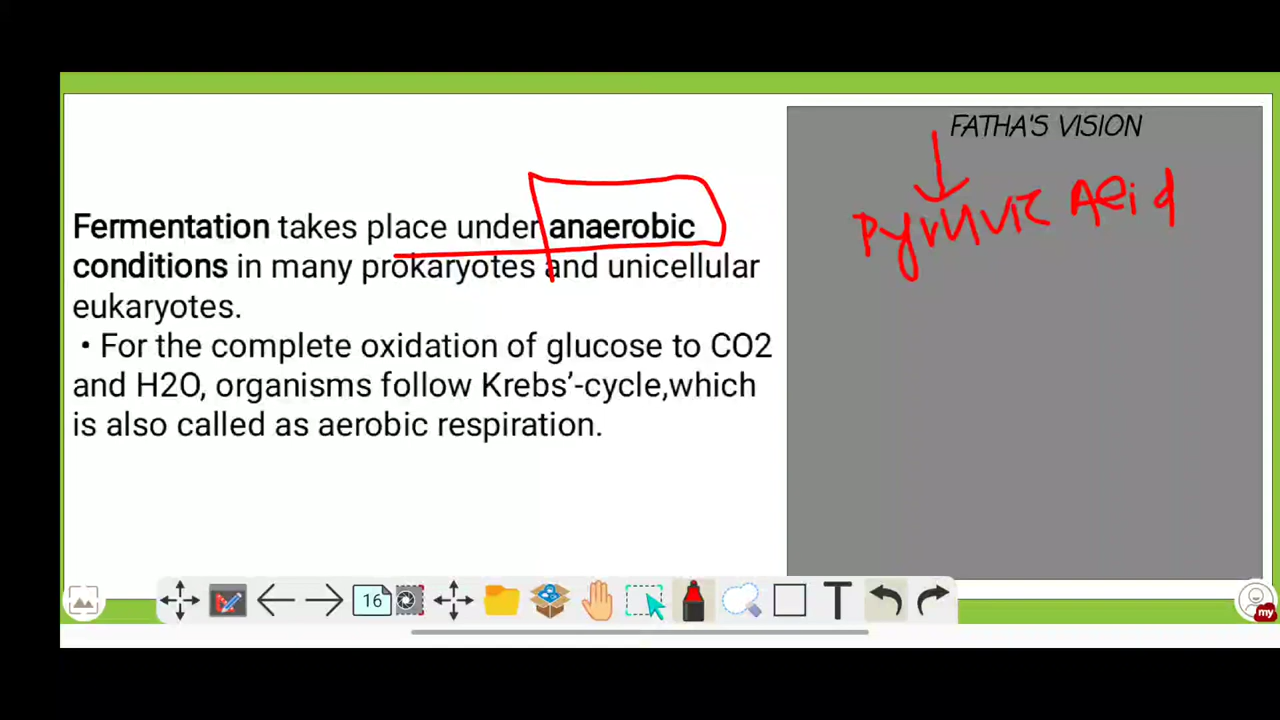 FATHA'S VISION
Pyruvic Acid
Fermentation takes place under anaerobic
conditions in many prokaryotes and unicellular
eukaryotes.
• For the complete oxidation of glucose to CO2
and H2O, organisms follow Krebs’-cycle,which
is also called as aerobic respiration.
16
T
my